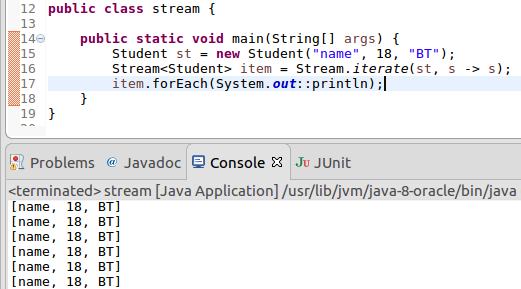 12 public class stream {
13
14 public static void main(String[] args) {
15 Student st = new Student("name", 18, "BT");
16 Stream<Student> item = Stream.iterate(st, s -> s);
17 item.forEach(System.out::println);
18 }
19 }
Problems @ Javadoc Console JU JUnit
<terminated> stream [Java Application] /usr/lib/jvm/java-8-oracle/bin/java
[name, 18, BT]
[name, 18, BT]
[name, 18, BT]
[name, 18, BT]
[name, 18, BT]
[name, 18, BT]